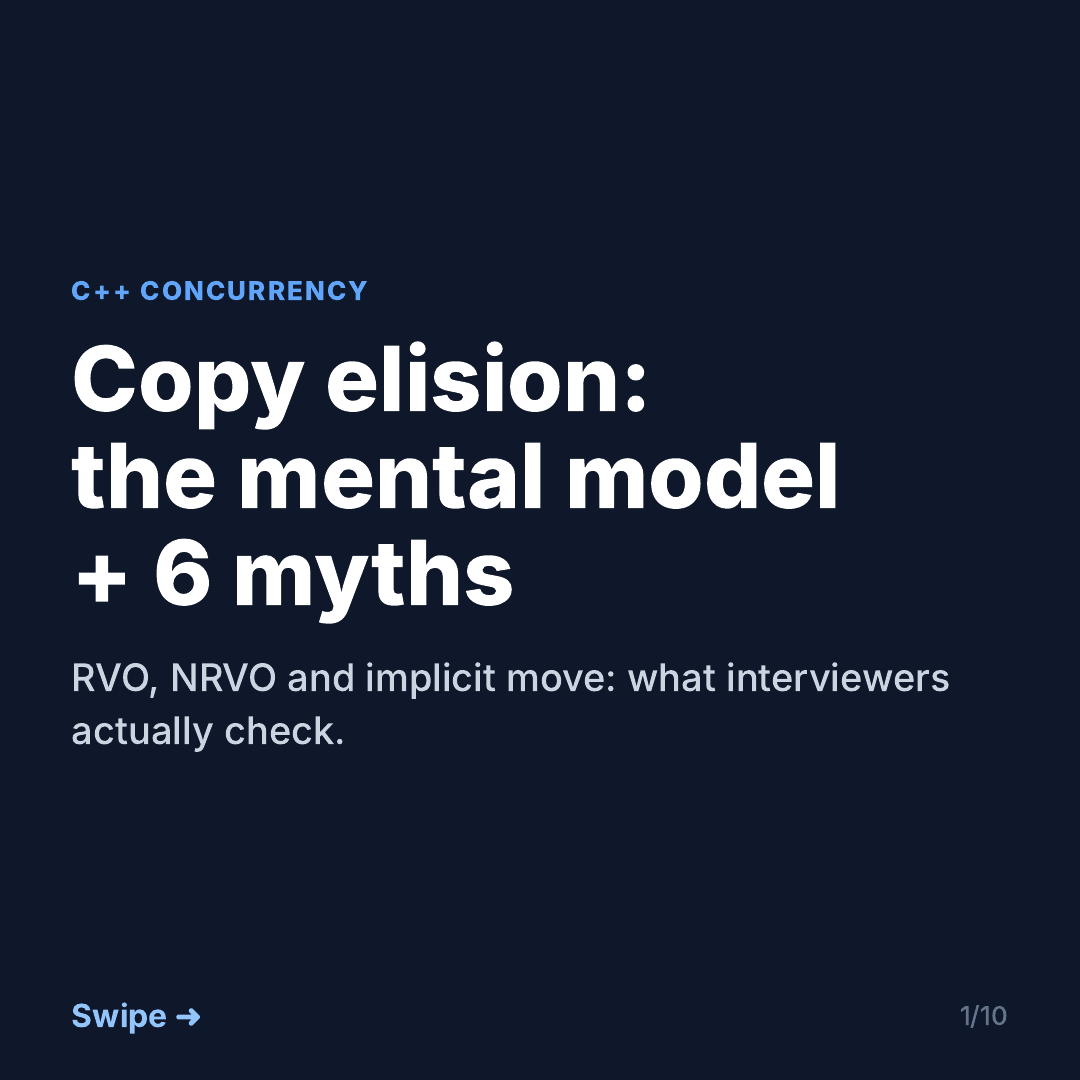 C++ CONCURRENCY
Copy elision:
the mental model
+ 6 myths
RVO, NRVO and implicit move: what interviewers
actually check.
Swipe ➜
1/10